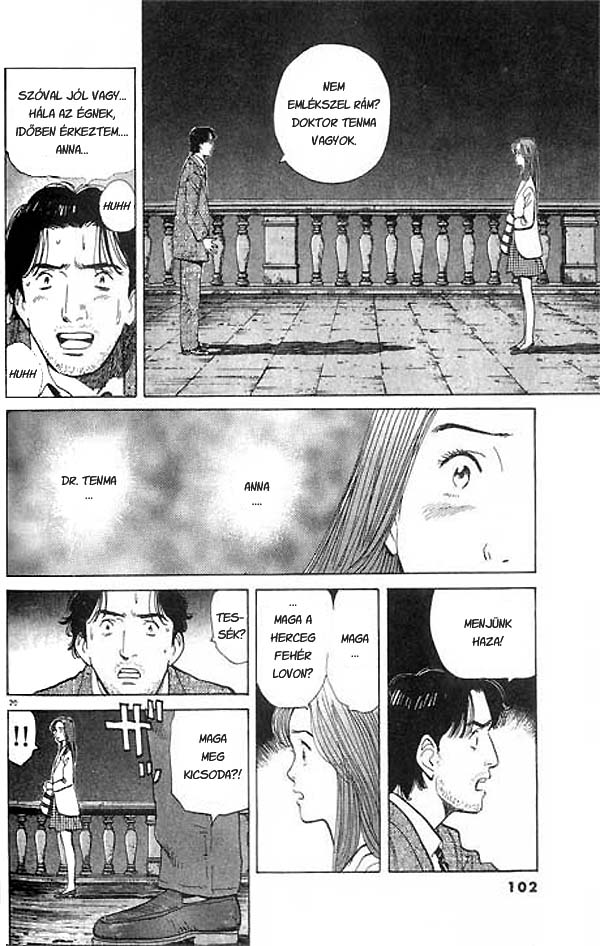 NEM
EMLÉKSZEL RÁM?
DOKTOR TENMA
VAGYOK.
SZÓVAL JÓL VAGY...
HÁLA AZ ÉGNEK,
IDŐBEN ÉRKEZTEM....
ANNA...
HUHH
HUHH
ANNA
....
DR. TENMA
...
MENJÜNK
HAZA!
MAGA
...
...
MAGA A
HERCEG
FEHÉR
LOVON?
TES-
SÉK?
MAGA
MEG
KICSODA?!
!!
102